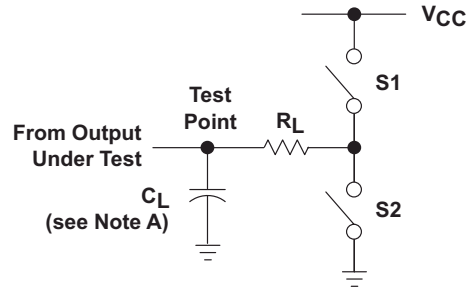 VCC
S1
Test
Point
RL
From Output
Under Test
CL
(see Note A)
S2